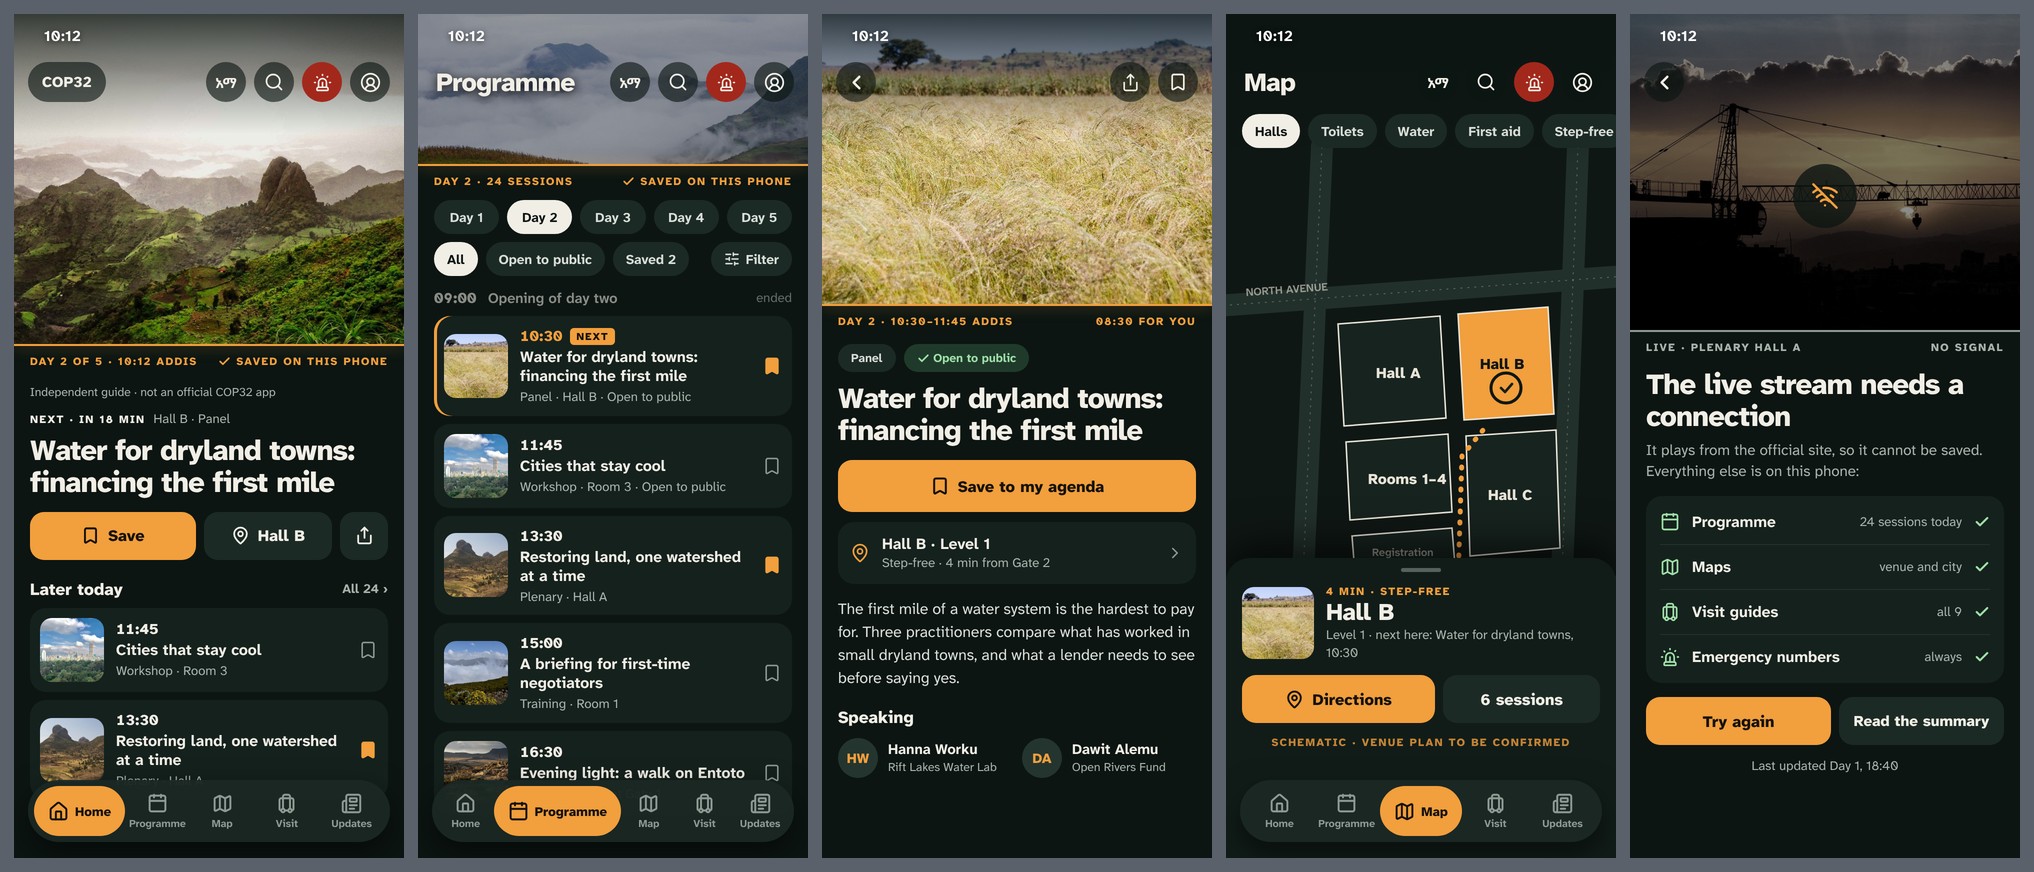 10:12
COP32
አማ
DAY 2 OF 5 · 10:12 ADDIS
SAVED ON THIS PHONE
Independent guide · not an official COP32 app
NEXT · IN 18 MIN Hall B · Panel
Water for dryland towns:
financing the first mile
Save
Hall B
Later today
All 24 ›
11:45
Cities that stay cool
Workshop · Room 3
13:30
Restoring land, one watershed
at a time
Plenary · Hall A
Home
Programme
Map
Visit
Updates
10:12
Programme
አማ
DAY 2 · 24 SESSIONS
SAVED ON THIS PHONE
Day 1
Day 2
Day 3
Day 4
Day 5
All
Open to public
Saved 2
Filter
09:00 Opening of day two
ended
10:30 NEXT
Water for dryland towns:
financing the first mile
Panel · Hall B · Open to public
11:45
Cities that stay cool
Workshop · Room 3 · Open to public
13:30
Restoring land, one watershed
at a time
Plenary · Hall A
15:00
A briefing for first-time
negotiators
Training · Room 1
16:30
Evening light: a walk on Entoto
Home
Programme
Map
Visit
Updates
10:12
DAY 2 · 10:30–11:45 ADDIS
08:30 FOR YOU
Panel
Open to public
Water for dryland towns:
financing the first mile
Save to my agenda
Hall B · Level 1
Step-free · 4 min from Gate 2
The first mile of a water system is the hardest to pay
for. Three practitioners compare what has worked in
small dryland towns, and what a lender needs to see
before saying yes.
Speaking
HW
Hanna Worku
Rift Lakes Water Lab
DA
Dawit Alemu
Open Rivers Fund
10:12
Map
አማ
Halls
Toilets
Water
First aid
Step-free
NORTH AVENUE
Hall A
Hall B
Rooms 1–4
Hall C
Registration
4 MIN · STEP-FREE
Hall B
Level 1 · next here: Water for dryland towns,
10:30
Directions
6 sessions
SCHEMATIC · VENUE PLAN TO BE CONFIRMED
Home
Programme
Map
Visit
Updates
10:12
LIVE · PLENARY HALL A
NO SIGNAL
The live stream needs a
connection
It plays from the official site, so it cannot be saved.
Everything else is on this phone:
Programme
24 sessions today
Maps
venue and city
Visit guides
all 9
Emergency numbers
always
Try again
Read the summary
Last updated Day 1, 18:40